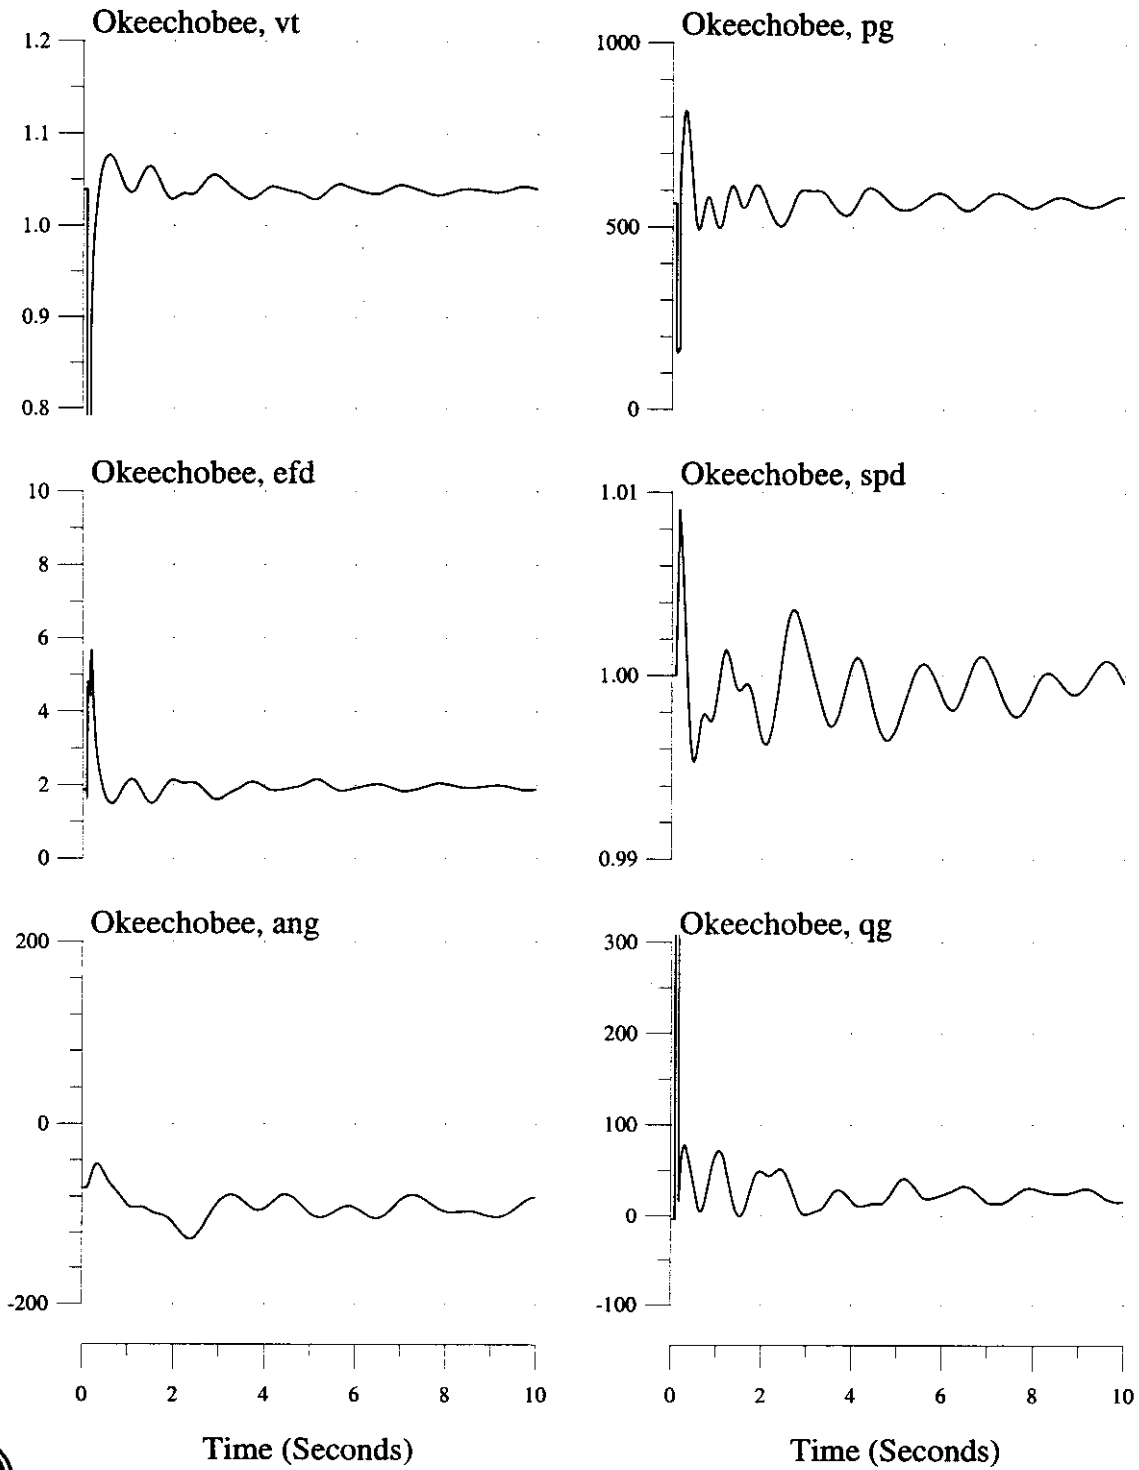 Okeechobee, vt
1.2
1.1
1.0
0.9
0.8
Okeechobee, pg
1000
500
0
Okeechobee, efd
10
8
6
4
2
0
Okeechobee, spd
1.01
1.00
0.99
Okeechobee, ang
200
0
-200
0 2 4 6 8 10
Time (Seconds)
Okeechobee, qg
300
200
100
0
-100
0 2 4 6 8 10
Time (Seconds)